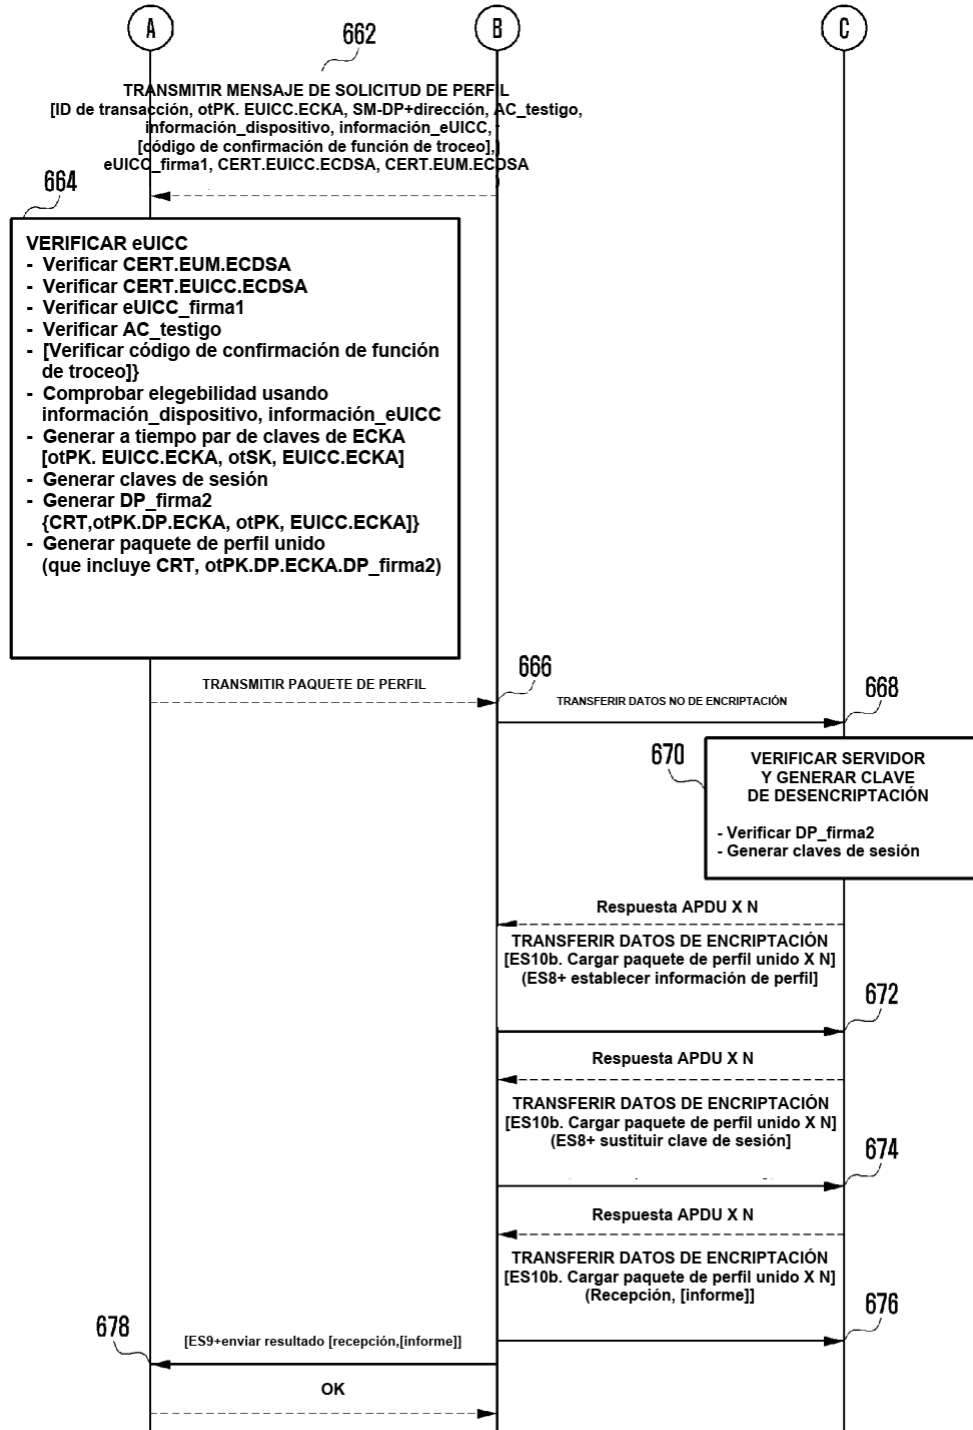 A
B
C
662
TRANSMITIR MENSAJE DE SOLICITUD DE PERFIL
[ID de transacción, otPK. EUICC.ECKA, SM-DP+dirección, AC_testigo,
información_dispositivo, información_eUICC,
[código de confirmación de función de troceo],
eUICC_firma1, CERT.EUICC.ECDSA, CERT.EUM.ECDSA
664
VERIFICAR eUICC
- Verificar CERT.EUM.ECDSA
- Verificar CERT.EUICC.ECDSA
- Verificar eUICC_firma1
- Verificar AC_testigo
- [Verificar código de confirmación de función
de troceo]}
- Comprobar elegebilidad usando
información_dispositivo, información_eUICC
- Generar a tiempo par de claves de ECKA
[otPK. EUICC.ECKA, otSK, EUICC.ECKA]
- Generar claves de sesión
- Generar DP_firma2
{CRT,otPK.DP.ECKA, otPK, EUICC.ECKA]}
- Generar paquete de perfil unido
(que incluye CRT, otPK.DP.ECKA.DP_firma2)
TRANSMITIR PAQUETE DE PERFIL
666
TRANSFERIR DATOS NO DE ENCRIPTACIÓN
668
670
VERIFICAR SERVIDOR
Y GENERAR CLAVE
DE DESENCRIPTACIÓN
- Verificar DP_firma2
- Generar claves de sesión
Respuesta APDU X N
TRANSFERIR DATOS DE ENCRIPTACIÓN
[ES10b. Cargar paquete de perfil unido X N]
(ES8+ establecer información de perfil]
672
Respuesta APDU X N
TRANSFERIR DATOS DE ENCRIPTACIÓN
[ES10b. Cargar paquete de perfil unido X N]
(ES8+ sustituir clave de sesión]
674
Respuesta APDU X N
TRANSFERIR DATOS DE ENCRIPTACIÓN
[ES10b. Cargar paquete de perfil unido X N]
(Recepción, [informe]]
676
678
[ES9+enviar resultado [recepción,[informe]]
OK